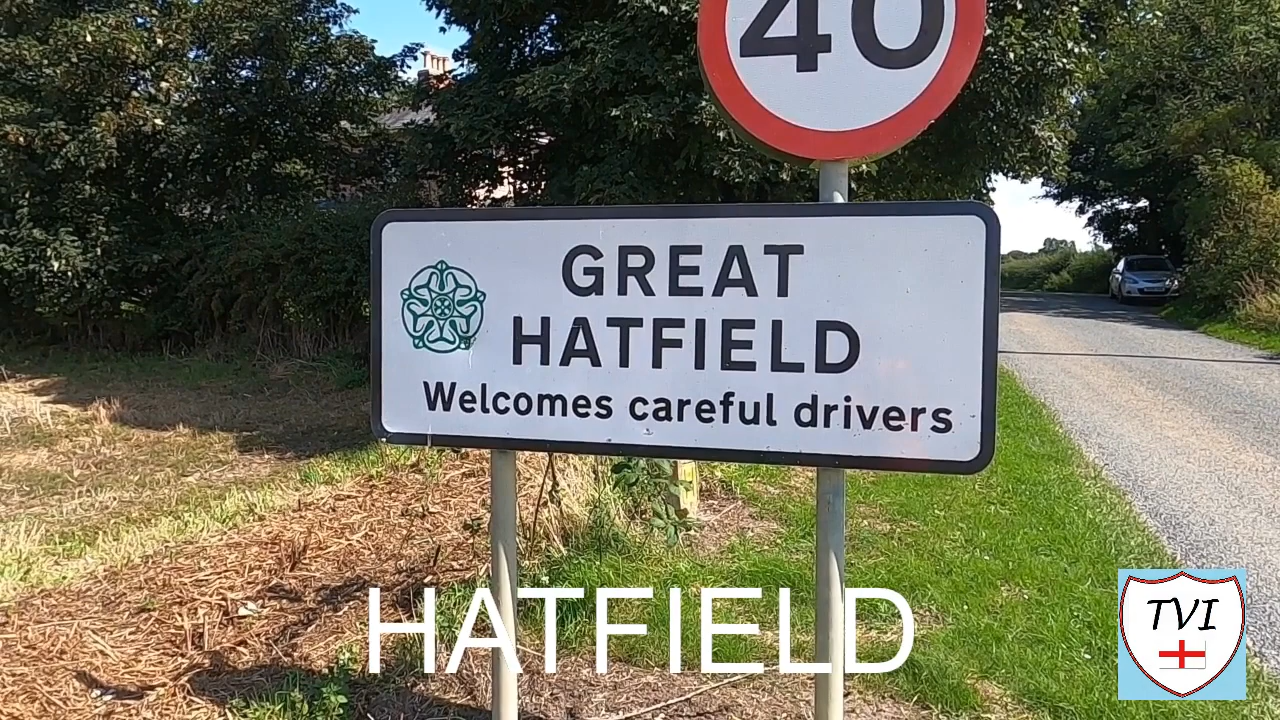 40
GREAT
HATFIELD
Welcomes careful drivers
HATFIELD
TVI